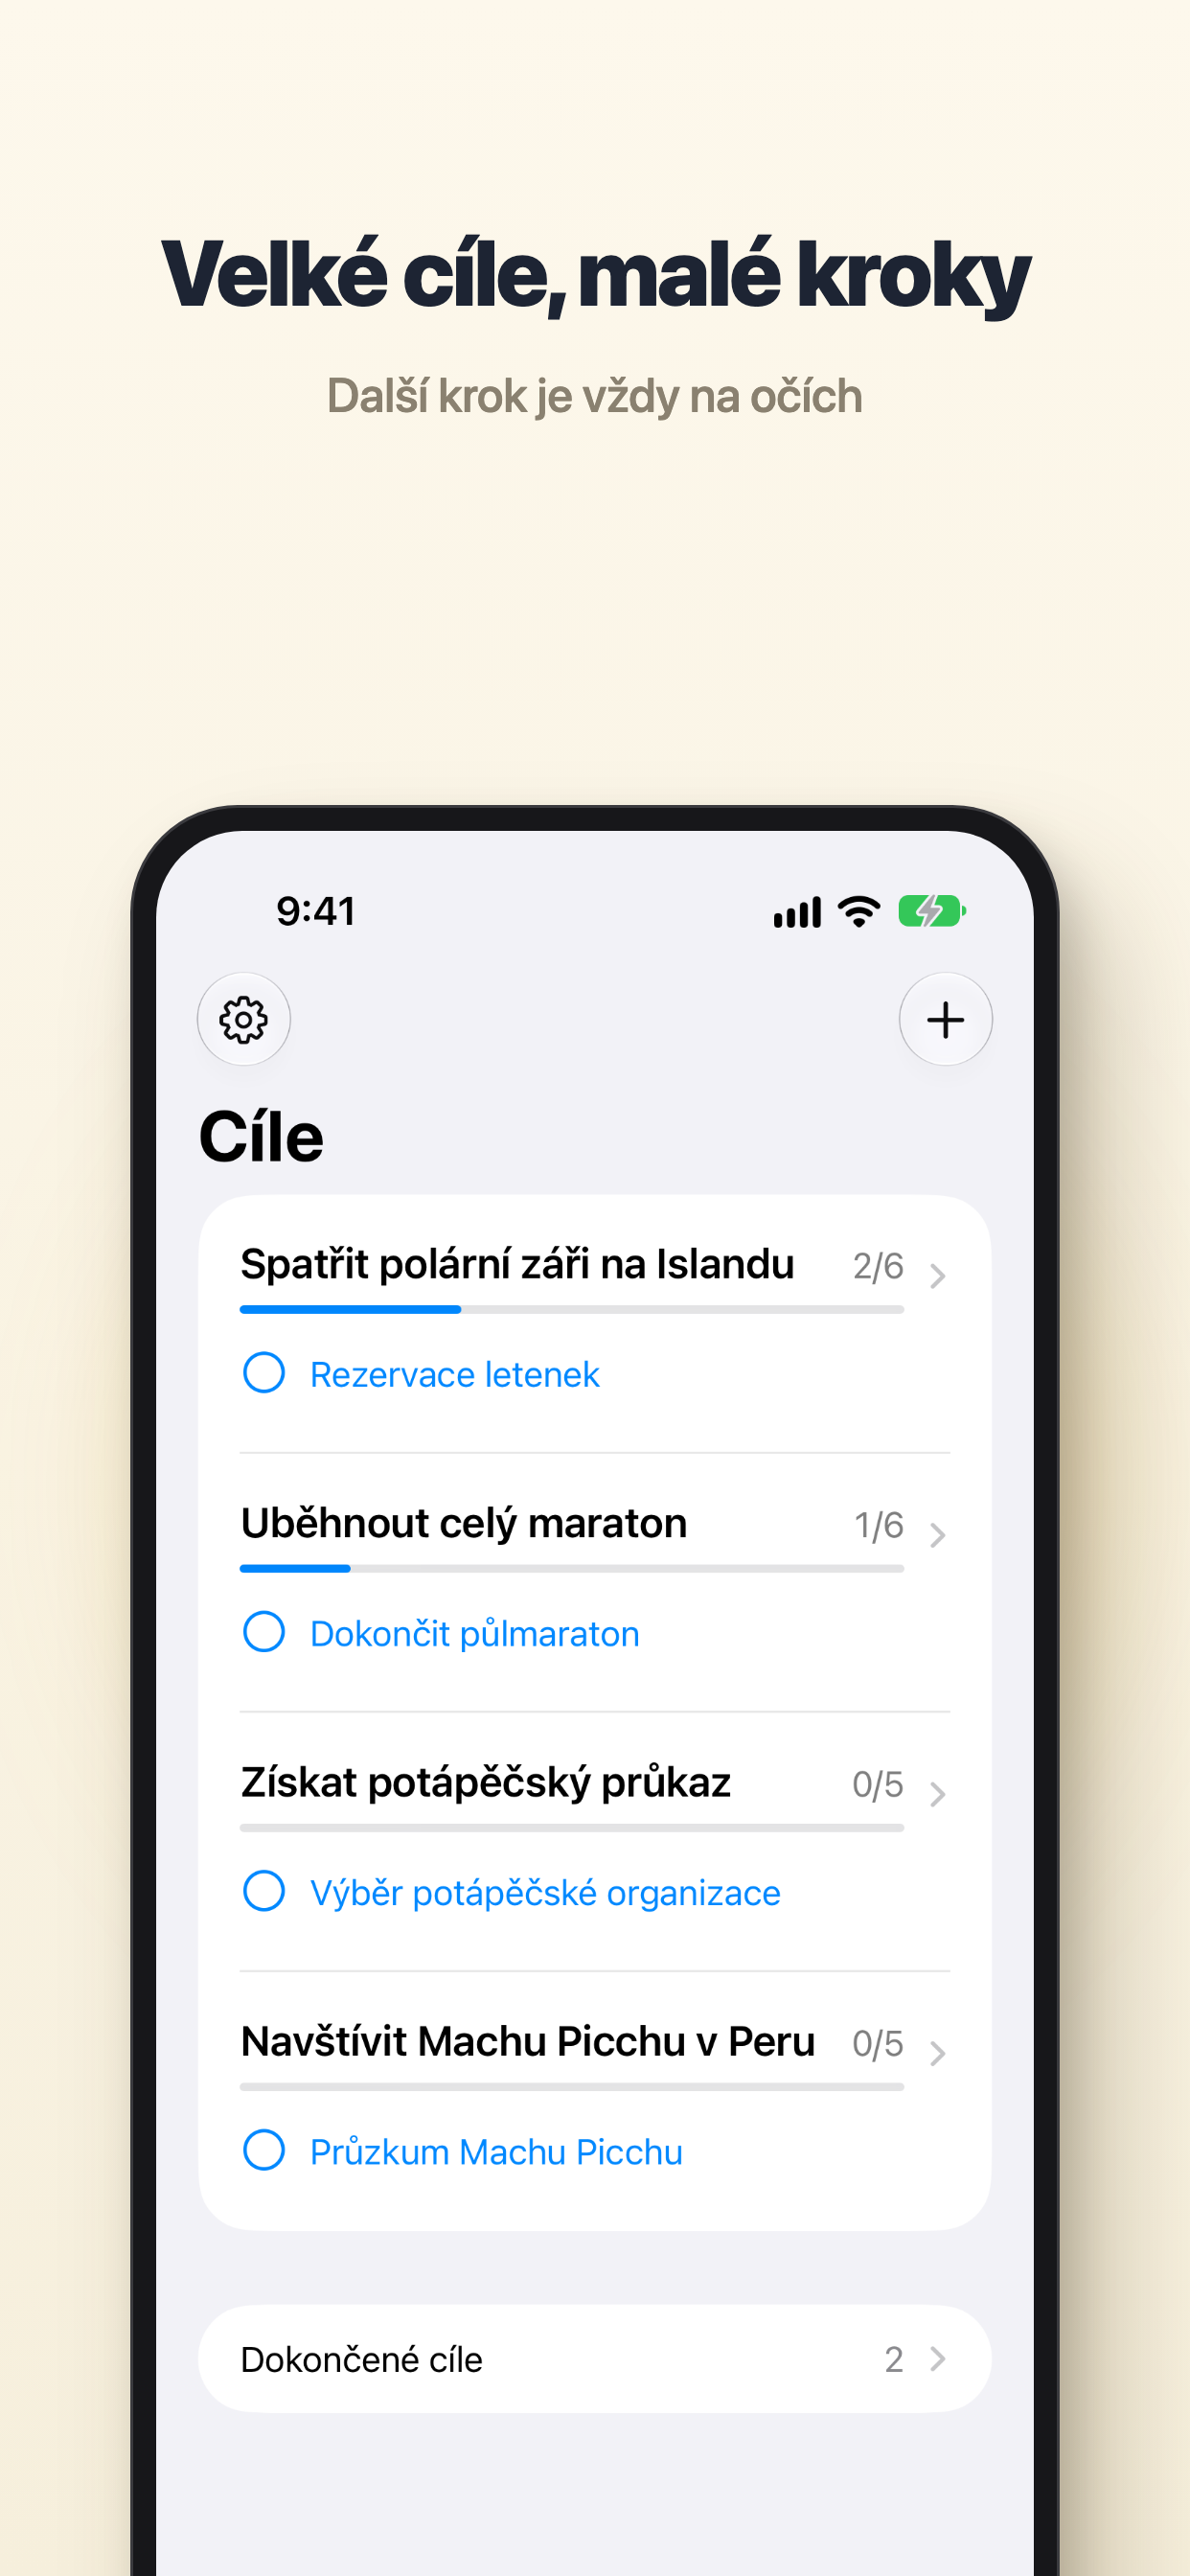 Velké cíle, malé kroky
Další krok je vždy na očích
9:41
Cíle
Spatřit polární záři na Islandu 2/6
Rezervace letenek
Uběhnout celý maraton 1/6
Dokončit půlmaraton
Získat potápěčský průkaz 0/5
Výběr potápěčské organizace
Navštívit Machu Picchu v Peru 0/5
Průzkum Machu Picchu
Dokončené cíle 2